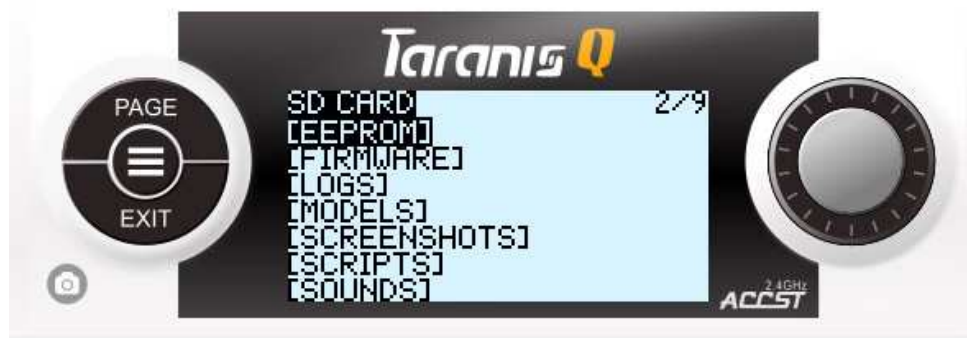 Taranis Q
PAGE
EXIT
SD CARD 2/9
[EEPROM]
[FIRMWARE]
[LOGS]
[MODELS]
[SCREENSHOTS]
[SCRIPTS]
[SOUNDS]
2.4GHz
ACCST